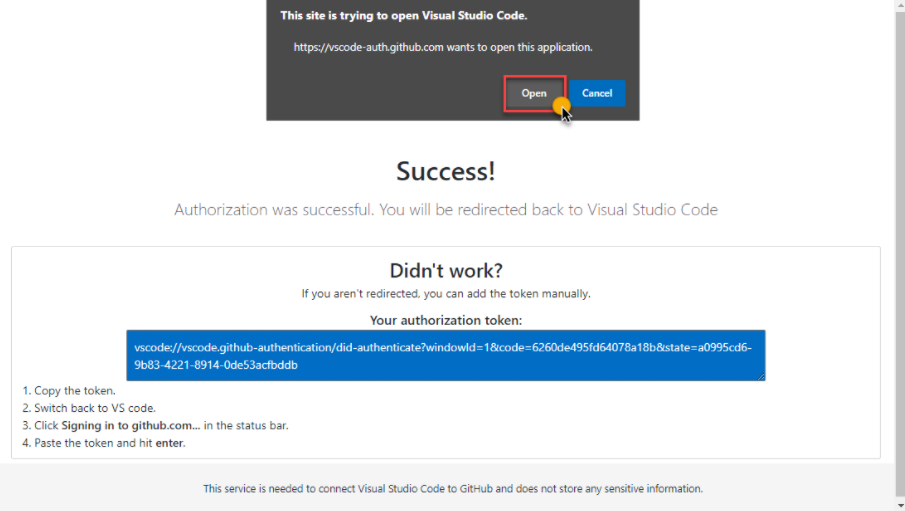 This site is trying to open Visual Studio Code.
https://vscode-auth.github.com wants to open this application.
Open Cancel
Success!
Authorization was successful. You will be redirected back to Visual Studio Code
Didn't work?
If you aren't redirected, you can add the token manually.
Your authorization token:
vscode://vscode.github-authentication/did-authenticate?windowId=1&code=6260de495fd64078a18b&state=a0995cd6-
9b83-4221-8914-0de53acfbddb
1. Copy the token.
2. Switch back to VS code.
3. Click Signing in to github.com... in the status bar.
4. Paste the token and hit enter.
This service is needed to connect Visual Studio Code to GitHub and does not store any sensitive information.